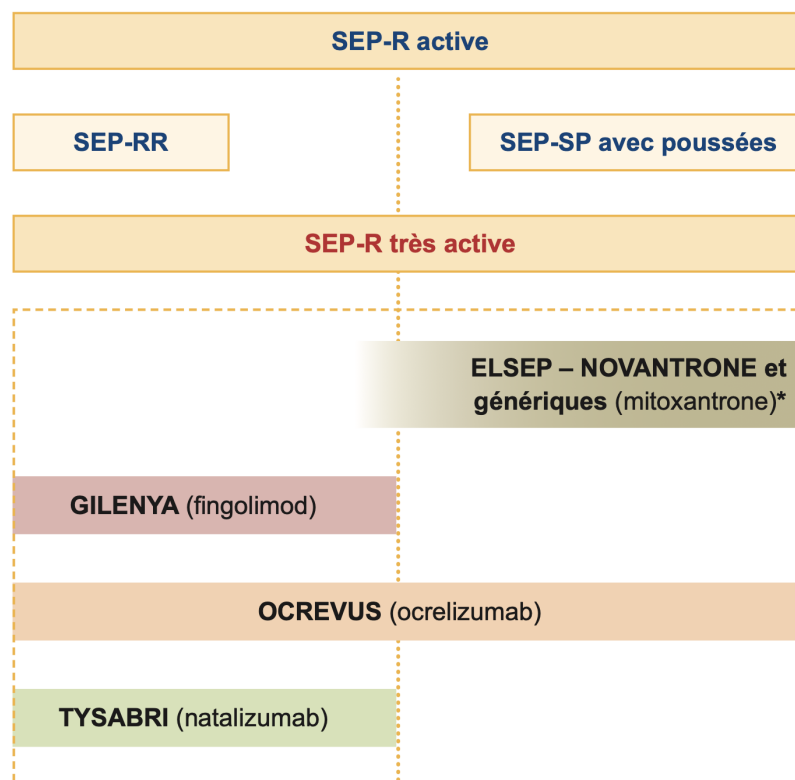 SEP-R active
SEP-RR
SEP-SP avec poussées
SEP-R très active
ELSEP – NOVANTRONE et
génériques (mitoxantrone)*
GILENYA (fingolimod)
OCREVUS (ocrelizumab)
TYSABRI (natalizumab)